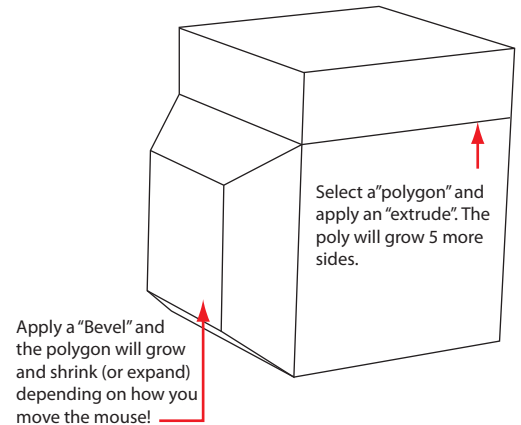 Select a"polygon" and
apply an "extrude". The
poly will grow 5 more
sides.
Apply a "Bevel" and
the polygon will grow
and shrink (or expand)
depending on how you
move the mouse!